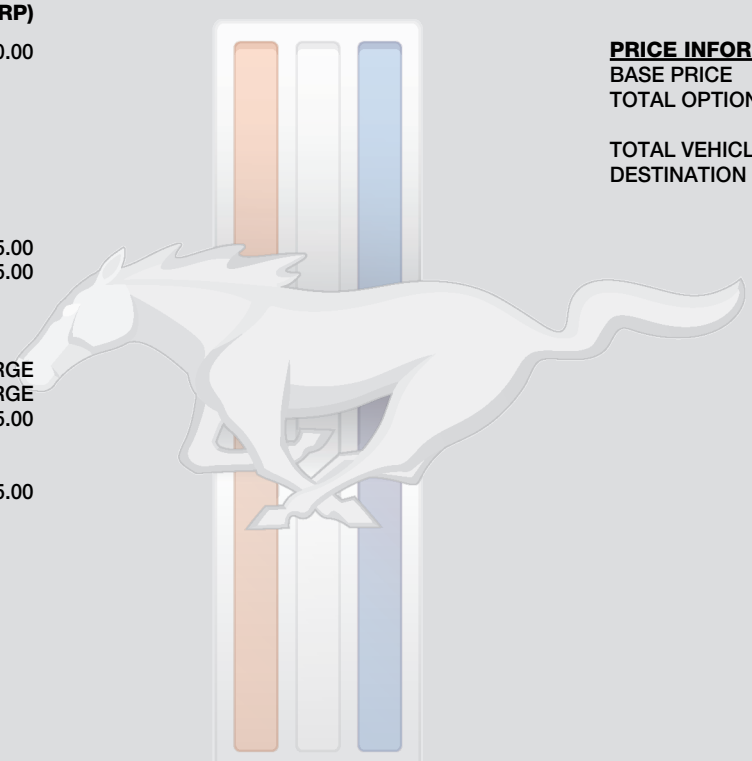 RP)
0.00
5.00
5.00
RGE
RGE
5.00
5.00
PRICE INFOR
BASE PRICE
TOTAL OPTION
TOTAL VEHICL
DESTINATION